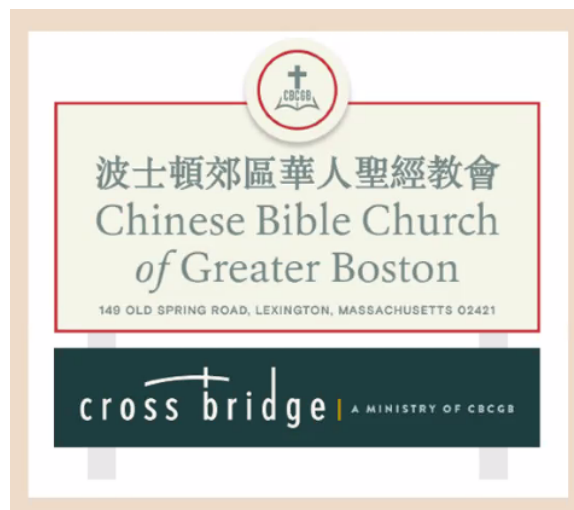 CBCGB
波士頓郊區華人聖經教會
Chinese Bible Church
of Greater Boston
149 OLD SPRING ROAD, LEXINGTON, MASSACHUSETTS 02421
cross bridge | A MINISTRY OF CBCGB